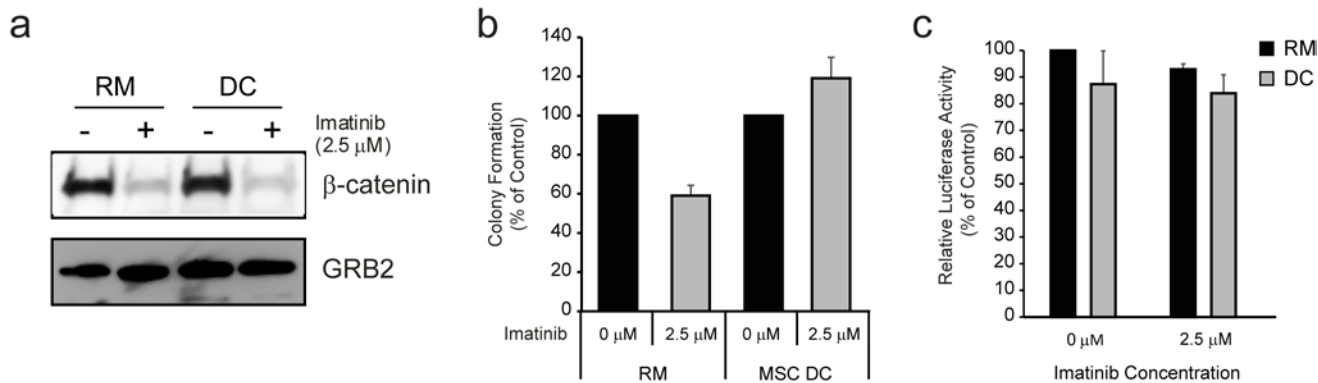 a
RM DC
- + - +
Imatinib
(2.5 μM)
β-catenin
GRB2
b
Colony Formation
(% of Control)
140
120
100
80
60
40
20
0
Imatinib 0 μM 2.5 μM 0 μM 2.5 μM
RM MSC DC
c
Relative Luciferase Activity
(% of Control)
100
90
80
70
60
50
40
30
20
10
0
0 μM 2.5 μM
Imatinib Concentration
RM
DC